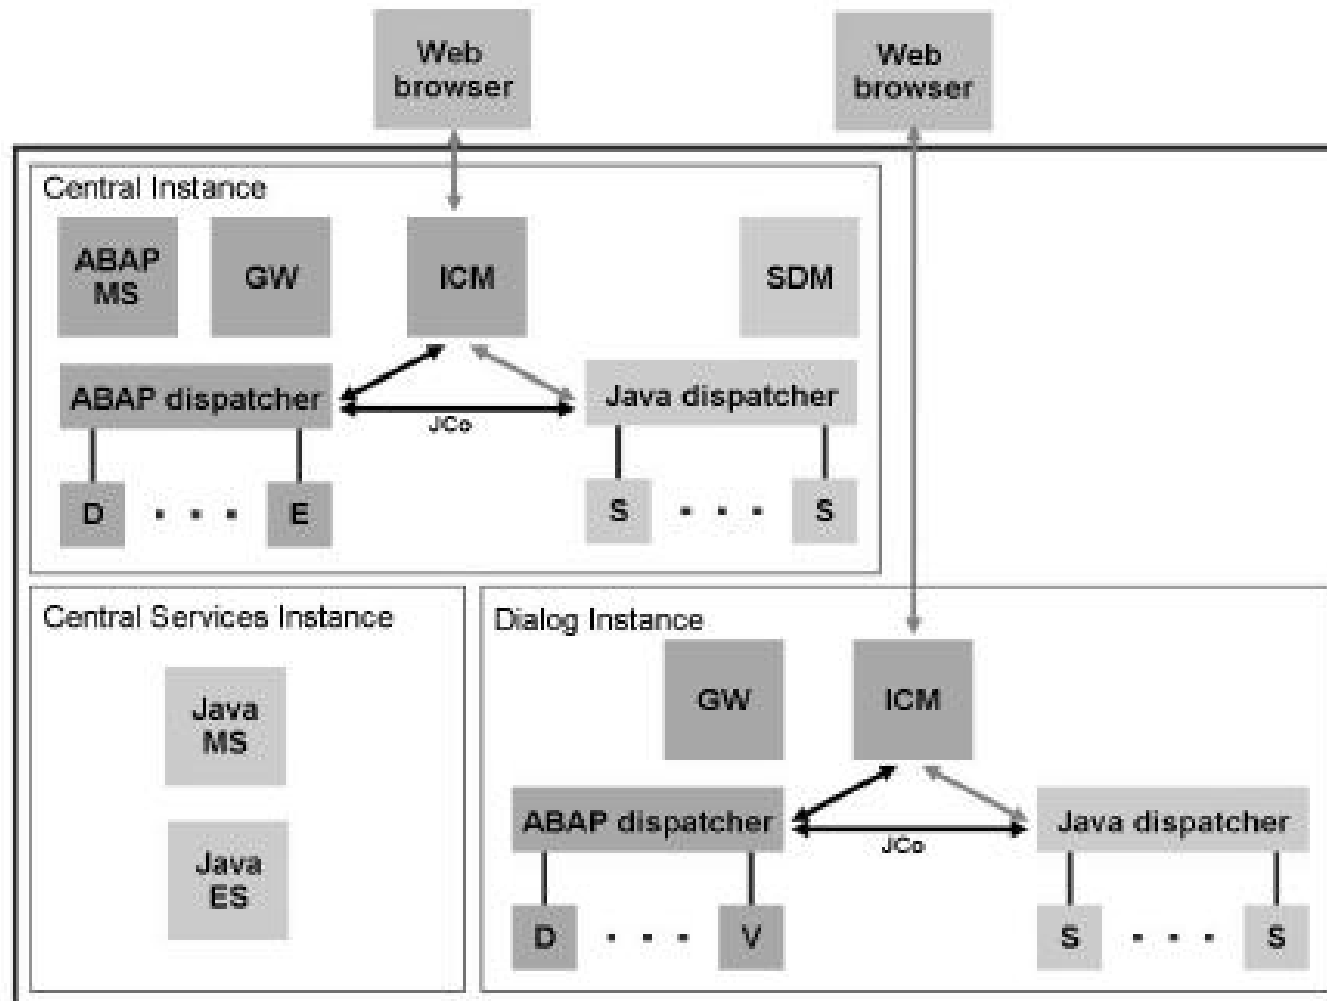 Web
browser
Web
browser
Central Instance
ABAP
MS
GW
ICM
SDM
ABAP dispatcher
JCo
Java dispatcher
D
. . .
E
S
. . .
S
Central Services Instance
Java
MS
Java
ES
Dialog Instance
GW
ICM
ABAP dispatcher
JCo
Java dispatcher
D
. . .
V
S
. . .
S